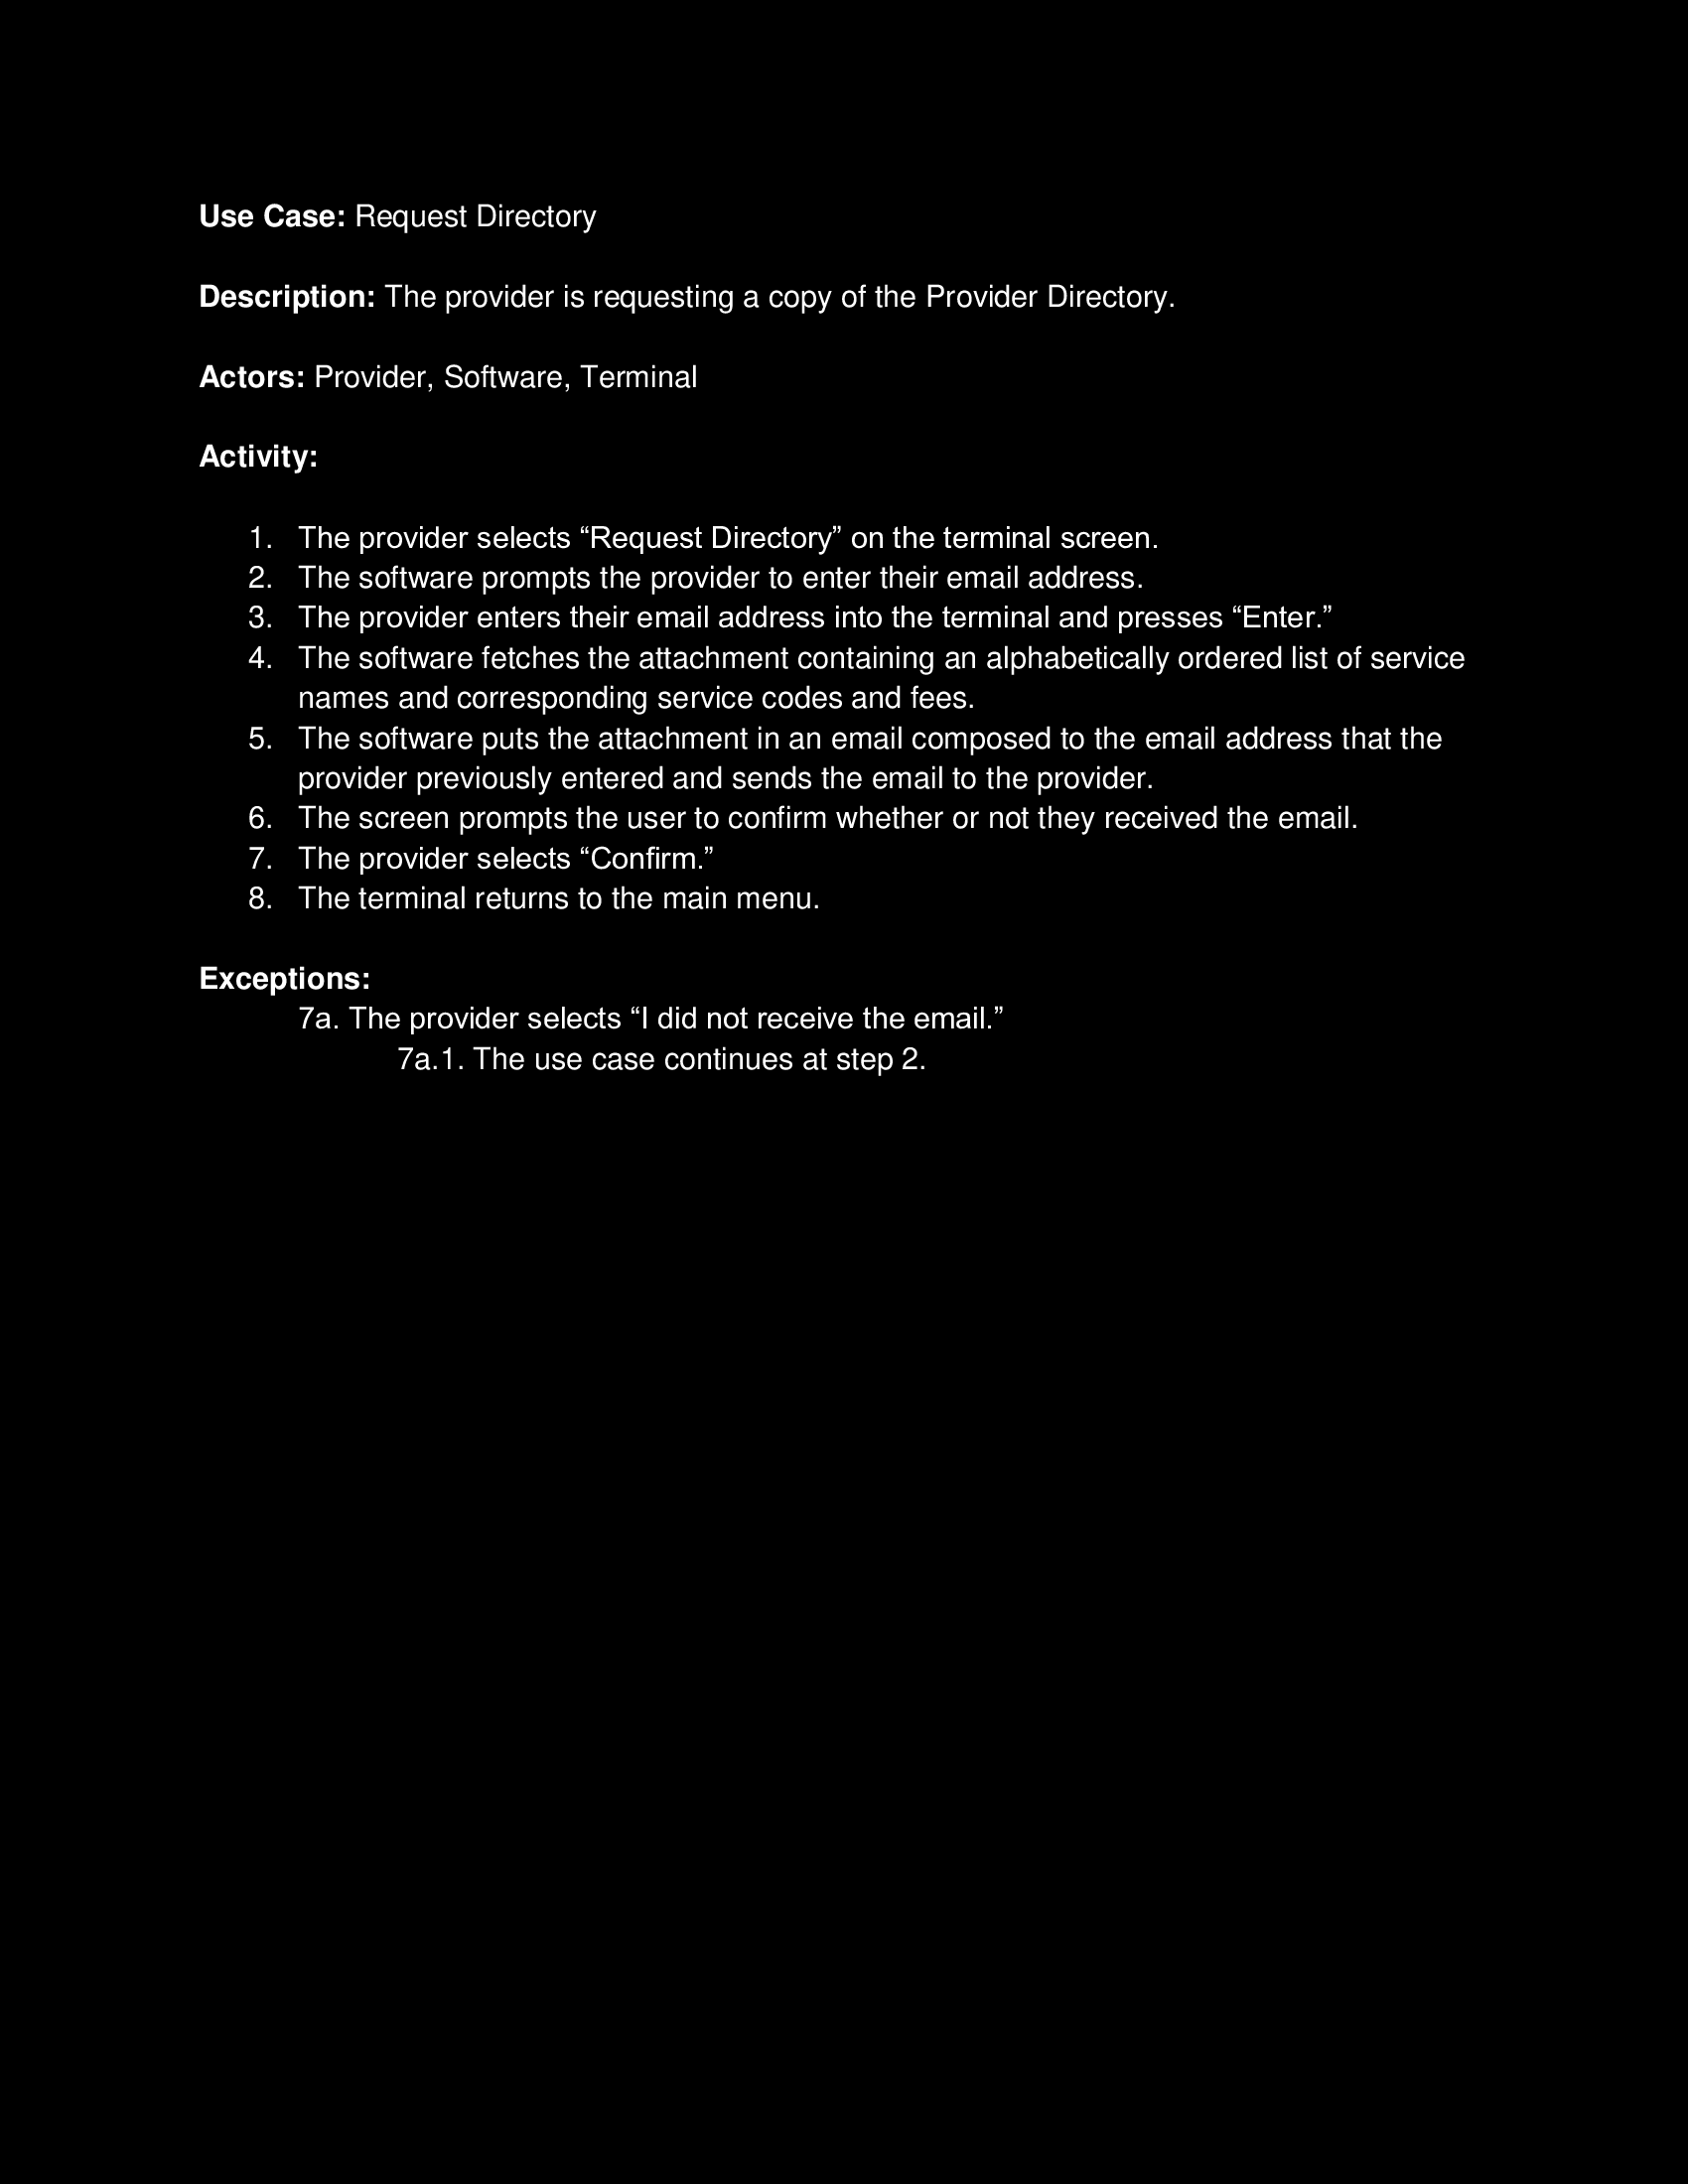 Use Case: Request Directory
Description: The provider is requesting a copy of the Provider Directory.
Actors: Provider, Software, Terminal
Activity:
1. The provider selects “Request Directory” on the terminal screen.
2. The software prompts the provider to enter their email address.
3. The provider enters their email address into the terminal and presses “Enter.”
4. The software fetches the attachment containing an alphabetically ordered list of service
names and corresponding service codes and fees.
5. The software puts the attachment in an email composed to the email address that the
provider previously entered and sends the email to the provider.
6. The screen prompts the user to confirm whether or not they received the email.
7. The provider selects “Confirm.”
8. The terminal returns to the main menu.
Exceptions:
7a. The provider selects “I did not receive the email.”
7a.1. The use case continues at step 2.